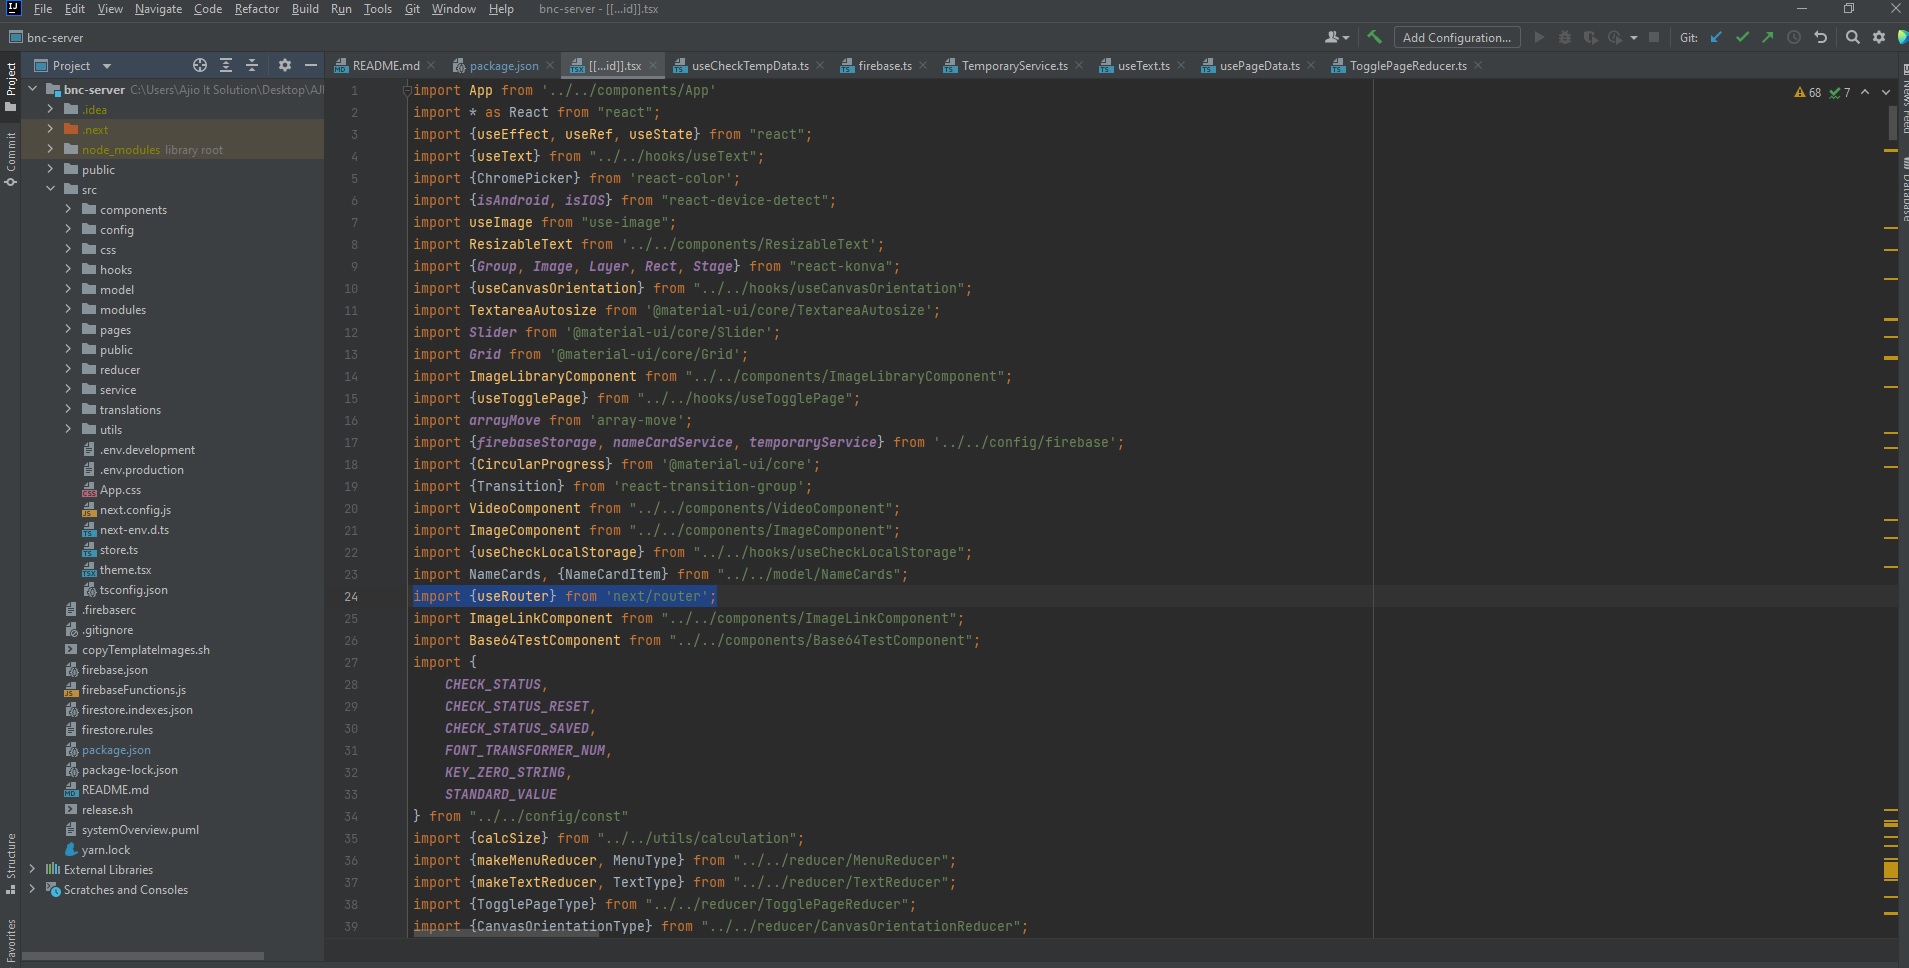 File Edit View Navigate Code Refactor Build Run Tools Git Window Help bnc-server - [[...id]].tsx
bnc-server
Add Configuration...
Git:
Project
README.md
package.json
[[...id]].tsx
useCheckTempData.ts
firebase.ts
TemporaryService.ts
useText.ts
usePageData.ts
TogglePageReducer.ts
Project
Commit
Structure
Favorites
bnc-server C:\Users\Ajio It Solution\Desktop\AJI
.idea
.next
node_modules library root
public
src
components
config
css
hooks
model
modules
pages
public
reducer
service
translations
utils
.env.development
.env.production
App.css
next.config.js
next-env.d.ts
store.ts
theme.tsx
tsconfig.json
.firebaserc
.gitignore
copyTemplateImages.sh
firebase.json
firebaseFunctions.js
firestore.indexes.json
firestore.rules
package.json
package-lock.json
README.md
release.sh
systemOverview.puml
yarn.lock
External Libraries
Scratches and Consoles
68 7
1 import App from '../../components/App'
2 import * as React from "react";
3 import {useEffect, useRef, useState} from "react";
4 import {useText} from "../../hooks/useText";
5 import {ChromePicker} from 'react-color';
6 import {isAndroid, isIOS} from "react-device-detect";
7 import useImage from "use-image";
8 import ResizableText from '../../components/ResizableText';
9 import {Group, Image, Layer, Rect, Stage} from "react-konva";
10 import {useCanvasOrientation} from "../../hooks/useCanvasOrientation";
11 import TextareaAutosize from '@material-ui/core/TextareaAutosize';
12 import Slider from '@material-ui/core/Slider';
13 import Grid from '@material-ui/core/Grid';
14 import ImageLibraryComponent from "../../components/ImageLibraryComponent";
15 import {useTogglePage} from "../../hooks/useTogglePage";
16 import arrayMove from 'array-move';
17 import {firebaseStorage, nameCardService, temporaryService} from '../../config/firebase';
18 import {CircularProgress} from '@material-ui/core';
19 import {Transition} from 'react-transition-group';
20 import VideoComponent from "../../components/VideoComponent";
21 import ImageComponent from "../../components/ImageComponent";
22 import {useCheckLocalStorage} from "../../hooks/useCheckLocalStorage";
23 import NameCards, {NameCardItem} from "../../model/NameCards";
24 import {useRouter} from 'next/router';
25 import ImageLinkComponent from "../../components/ImageLinkComponent";
26 import Base64TestComponent from "../../components/Base64TestComponent";
27 import {
28 CHECK_STATUS,
29 CHECK_STATUS_RESET,
30 CHECK_STATUS_SAVED,
31 FONT_TRANSFORMER_NUM,
32 KEY_ZERO_STRING,
33 STANDARD_VALUE
34 } from "../../config/const"
35 import {calcSize} from "../../utils/calculation";
36 import {makeMenuReducer, MenuType} from "../../reducer/MenuReducer";
37 import {makeTextReducer, TextType} from "../../reducer/TextReducer";
38 import {TogglePageType} from "../../reducer/TogglePageReducer";
39 import {CanvasOrientationType} from "../../reducer/CanvasOrientationReducer";